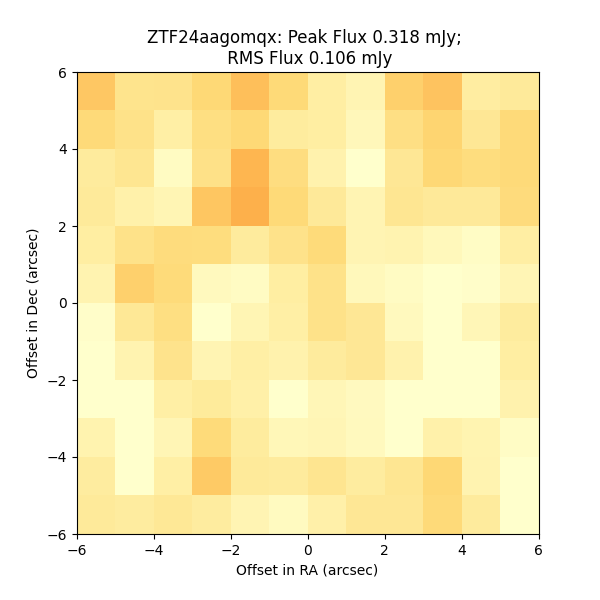 ZTF24aagomqx: Peak Flux 0.318 mJy;
RMS Flux 0.106 mJy
6
4
2
0
−2
−4
−6
Offset in Dec (arcsec)
−6 −4 −2 0 2 4 6
Offset in RA (arcsec)